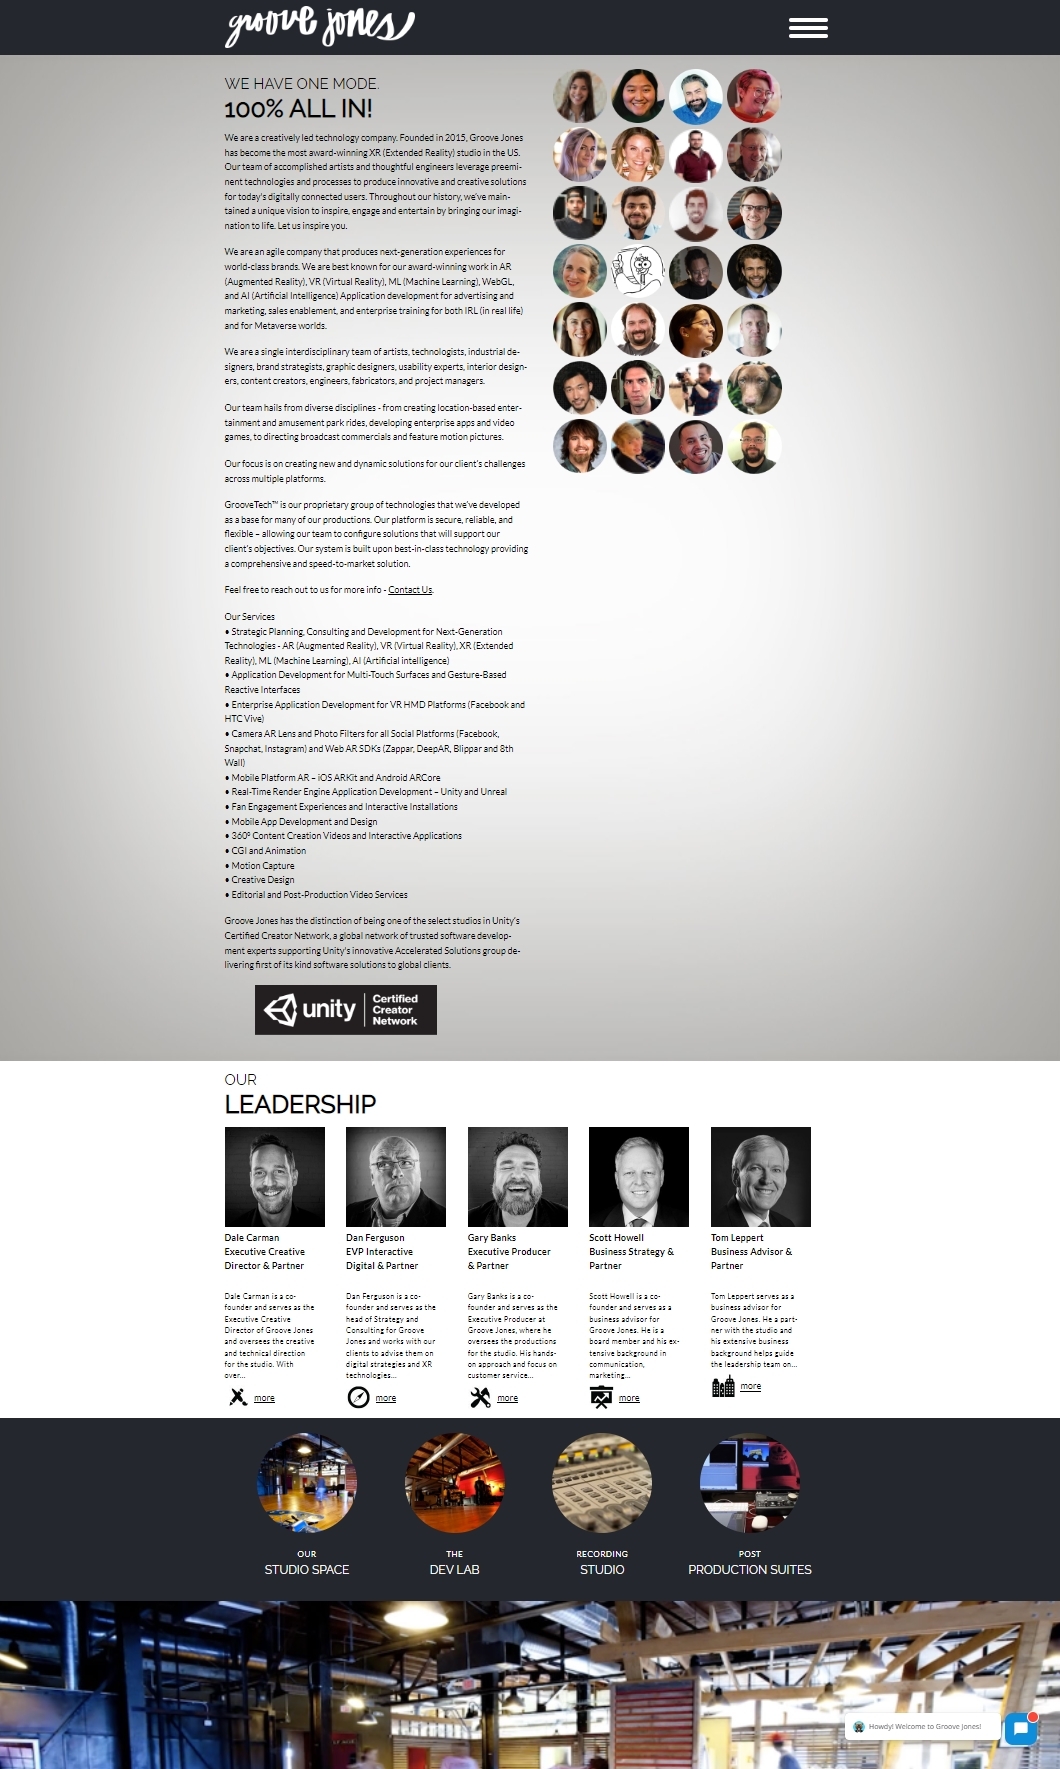 groove jones
WE HAVE ONE MODE.
100% ALL IN!
We are a creatively led technology company. Founded in 2015, Groove Jones
has become the most award-winning XR (Extended Reality) studio in the US.
Our team of accomplished artists and thoughtful engineers leverage preemi-
nent technologies and processes to produce innovative and creative solutions
for today's digitally connected users. Throughout our history, we've main-
tained a unique vision to inspire, engage and entertain by bringing our imagi-
nation to life. Let us inspire you.
We are an agile company that produces next-generation experiences for
world-class brands. We are best known for our award-winning work in AR
(Augmented Reality), VR (Virtual Reality), ML (Machine Learning), WebGL,
and AI (Artificial Intelligence) Application development for advertising and
marketing, sales enablement, and enterprise training for both IRL (in real life)
and for Metaverse worlds.
We are a single interdisciplinary team of artists, technologists, industrial de-
signers, brand strategists, graphic designers, usability experts, interior design-
ers, content creators, engineers, fabricators, and project managers.
Our team hails from diverse disciplines - from creating location-based enter-
tainment and amusement park rides, developing enterprise apps and video
games, to directing broadcast commercials and feature motion pictures.
Our focus is on creating new and dynamic solutions for our client's challenges
across multiple platforms.
GrooveTech™ is our proprietary group of technologies that we've developed
as a base for many of our productions. Our platform is secure, reliable, and
flexible – allowing our team to configure solutions that will support our
client's objectives. Our system is built upon best-in-class technology providing
a comprehensive and speed-to-market solution.
Feel free to reach out to us for more info - Contact Us.
Our Services
• Strategic Planning, Consulting and Development for Next-Generation
Technologies - AR (Augmented Reality), VR (Virtual Reality), XR (Extended
Reality), ML (Machine Learning), AI (Artificial intelligence)
• Application Development for Multi-Touch Surfaces and Gesture-Based
Reactive Interfaces
• Enterprise Application Development for VR HMD Platforms (Facebook and
HTC Vive)
• Camera AR Lens and Photo Filters for all Social Platforms (Facebook,
Snapchat, Instagram) and Web AR SDKs (Zappar, DeepAR, Blippar and 8th
Wall)
• Mobile Platform AR – iOS ARKit and Android ARCore
• Real-Time Render Engine Application Development – Unity and Unreal
• Fan Engagement Experiences and Interactive Installations
• Mobile App Development and Design
• 360º Content Creation Videos and Interactive Applications
• CGI and Animation
• Motion Capture
• Creative Design
• Editorial and Post-Production Video Services
Groove Jones has the distinction of being one of the select studios in Unity's
Certified Creator Network, a global network of trusted software develop-
ment experts supporting Unity's innovative Accelerated Solutions group de-
livering first of its kind software solutions to global clients.
unity
Certified
Creator
Network
OUR
LEADERSHIP
Dale Carman
Executive Creative
Director & Partner
Dale Carman is a co-
founder and serves as the
Executive Creative
Director of Groove Jones
and oversees the creative
and technical direction
for the studio. With
over...
more
Dan Ferguson
EVP Interactive
Digital & Partner
Dan Ferguson is a co-
founder and serves as the
head of Strategy and
Consulting for Groove
Jones and works with our
clients to advise them on
digital strategies and XR
technologies...
more
Gary Banks
Executive Producer
& Partner
Gary Banks is a co-
founder and serves as the
Executive Producer at
Groove Jones, where he
oversees the productions
for the studio. His hands-
on approach and focus on
customer service...
more
Scott Howell
Business Strategy &
Partner
Scott Howell is a co-
founder and serves as a
business advisor for
Groove Jones. He is a
board member and his ex-
tensive background in
communication,
marketing...
more
Tom Leppert
Business Advisor &
Partner
Tom Leppert serves as a
business advisor for
Groove Jones. He a part-
ner with the studio and
his extensive business
background helps guide
the leadership team on...
more
OUR
STUDIO SPACE
THE
DEV LAB
RECORDING
STUDIO
POST
PRODUCTION SUITES
Howdy! Welcome to Groove Jones!